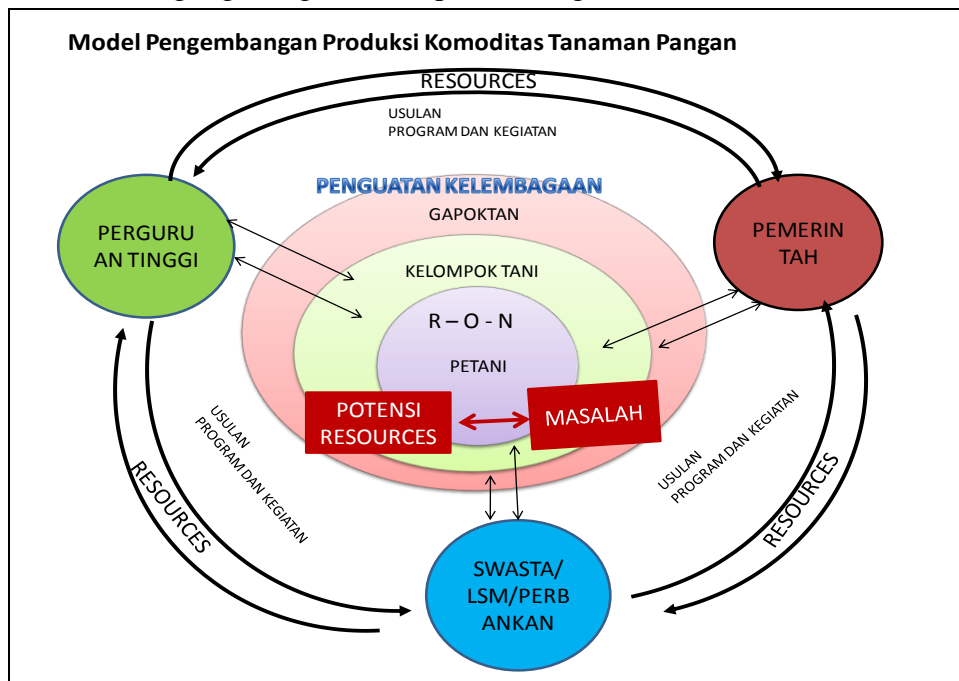 Model Pengembangan Produksi Komoditas Tanaman Pangan
RESOURCES
USULAN
PROGRAM DAN KEGIATAN
PENGUATAN KELEMBAGAAN
GAPOKTAN
PERGURU
AN TINGGI
PEMERIN
TAH
KELOMPOK TANI
R – O - N
PETANI
POTENSI
RESOURCES
MASALAH
USULAN
PROGRAM DAN KEGIATAN
RESOURCES
USULAN
PROGRAM DAN KEGIATAN
RESOURCES
SWASTA/
LSM/PERB
ANKAN